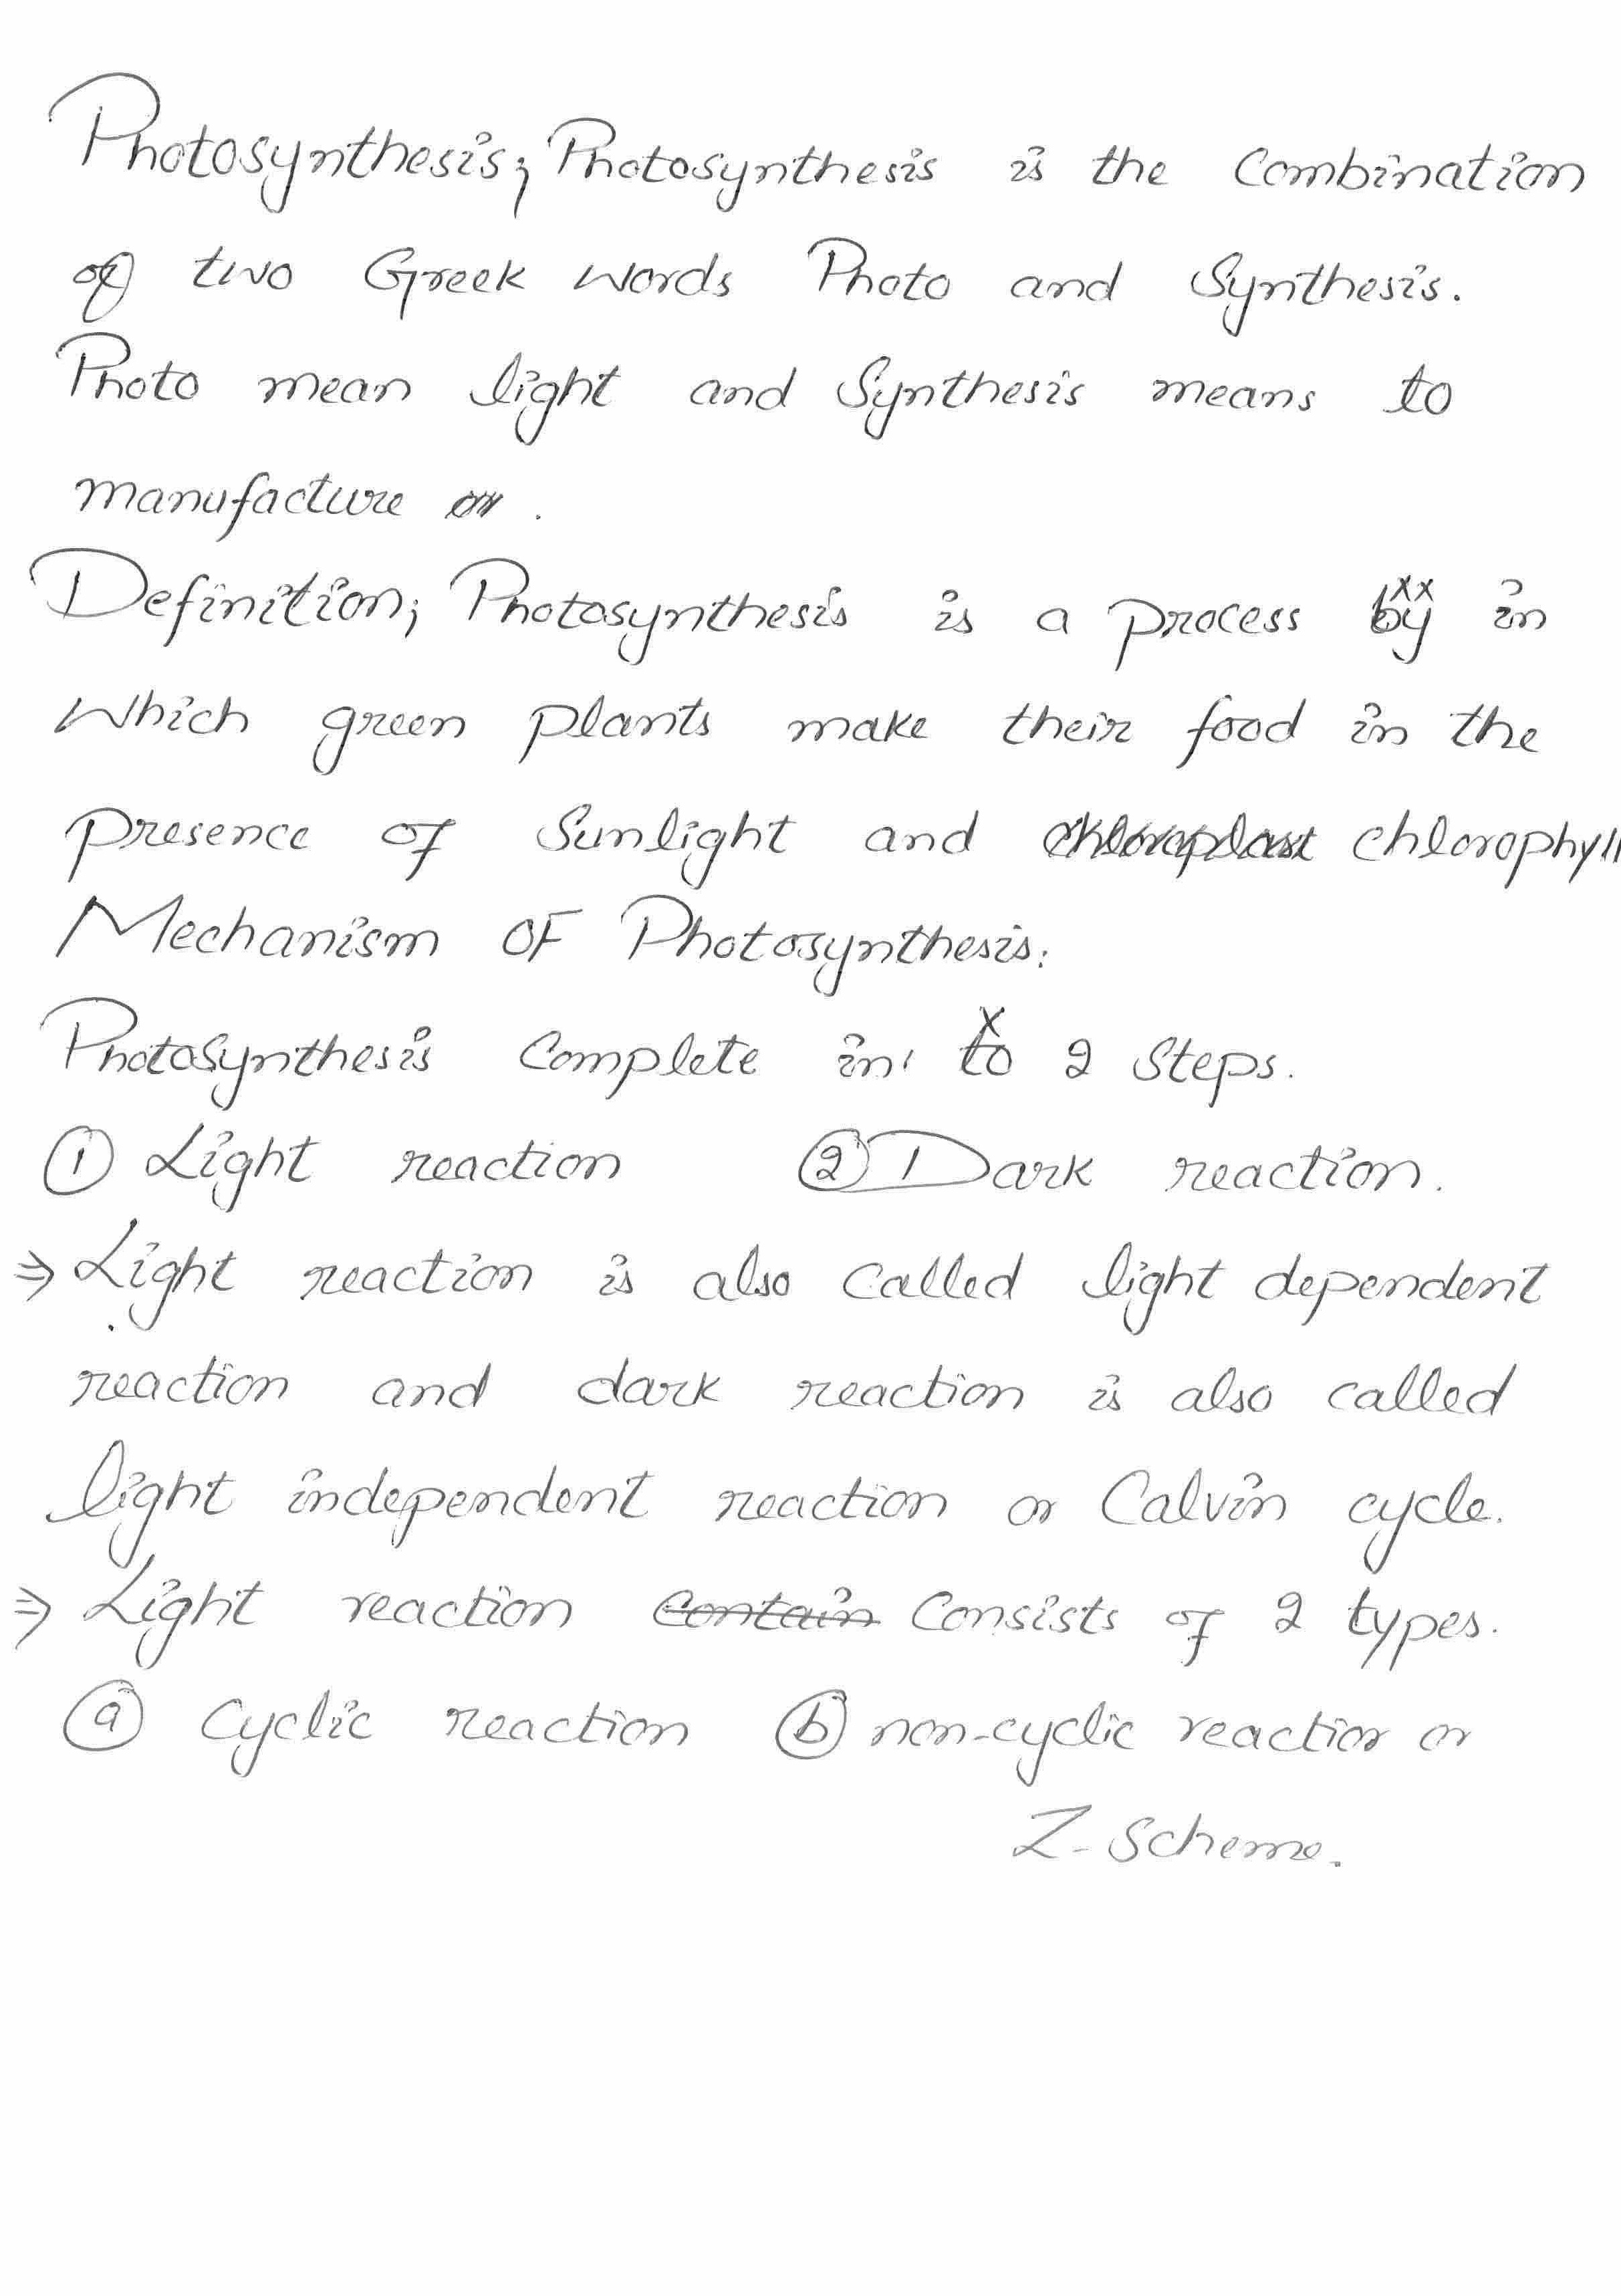 Photosynthesis; Photosynthesis is the Combination
of two Greek words Photo and Synthesis.
Photo mean light and Synthesis means to
manufacture or .
Definition; Photosynthesis is a process by in
which green plants make their food in the
presence of Sunlight and chloroplast chlorophyll
Mechanism OF Photosynthesis:
Photosynthesis Complete in to 2 Steps.
① Light reaction ② Dark reaction.
⇒ Light reaction is also called light dependent
reaction and dark reaction is also called
light independent reaction or Calvin cycle.
⇒ Light reaction contain Consists of 2 types.
ⓐ Cyclic reaction ⓑ non-cyclic reaction or
Z-Scheme.